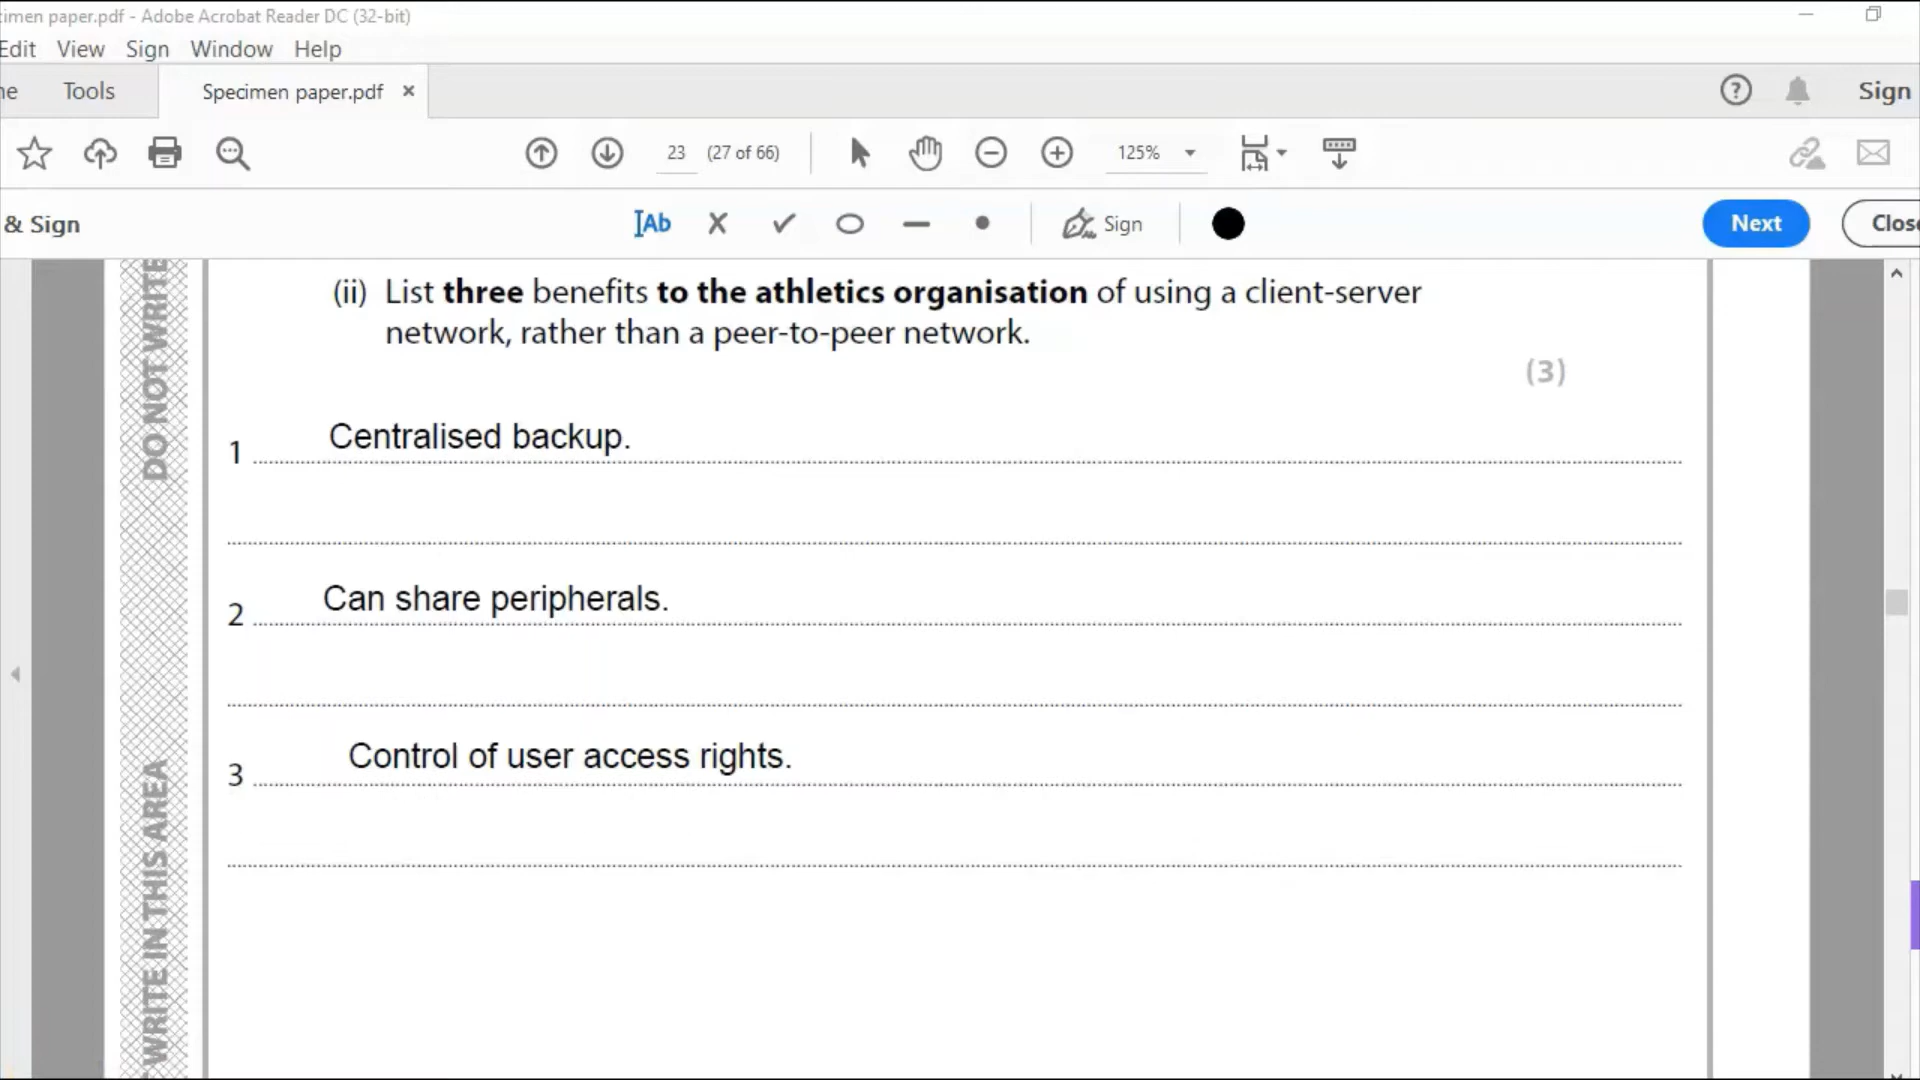 imen paper.pdf - Adobe Acrobat Reader DC (32-bit)
Edit View Sign Window Help
ne Tools Specimen paper.pdf × Sign
23 (27 of 66) 125%
& Sign Ab Sign Next Close
DO NOT WRITE
(ii) List three benefits to the athletics organisation of using a client-server
network, rather than a peer-to-peer network.
(3)
1 Centralised backup.
2 Can share peripherals.
3 Control of user access rights.
WRITE IN THIS AREA